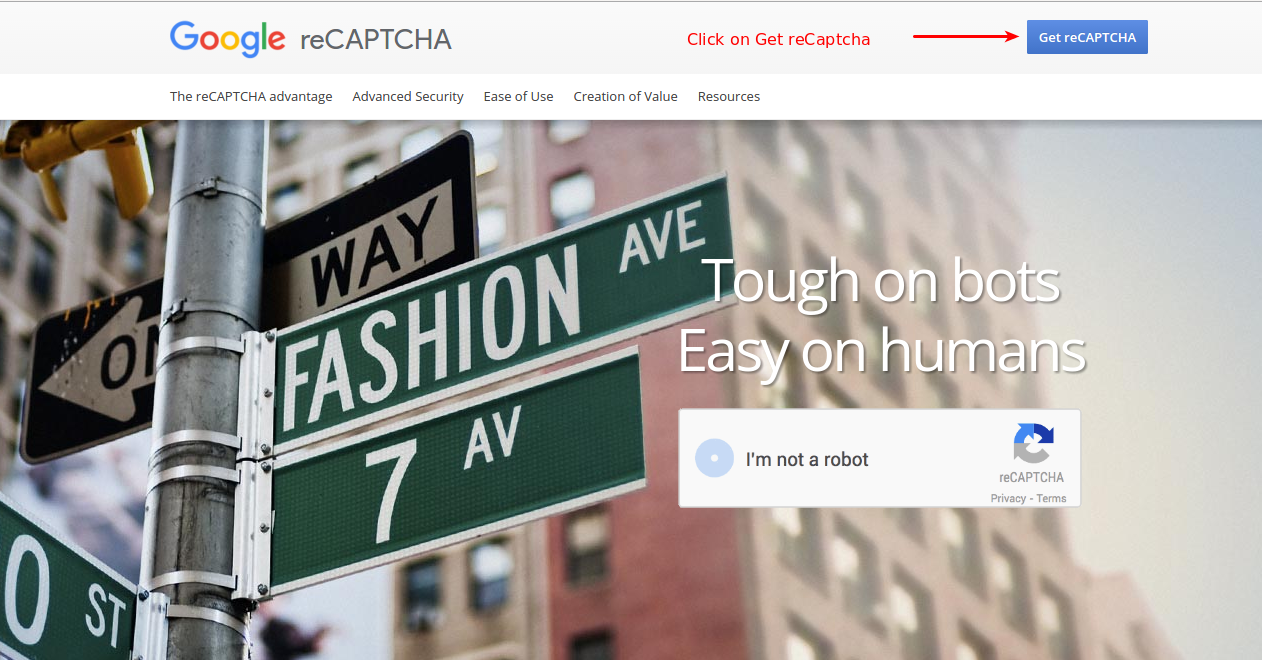 Google reCAPTCHA
Click on Get reCaptcha
Get reCAPTCHA
The reCAPTCHA advantage Advanced Security Ease of Use Creation of Value Resources
WAY
ON
FASHION AVE
7 AV
0 ST
Tough on bots
Easy on humans
I'm not a robot
reCAPTCHA
Privacy - Terms